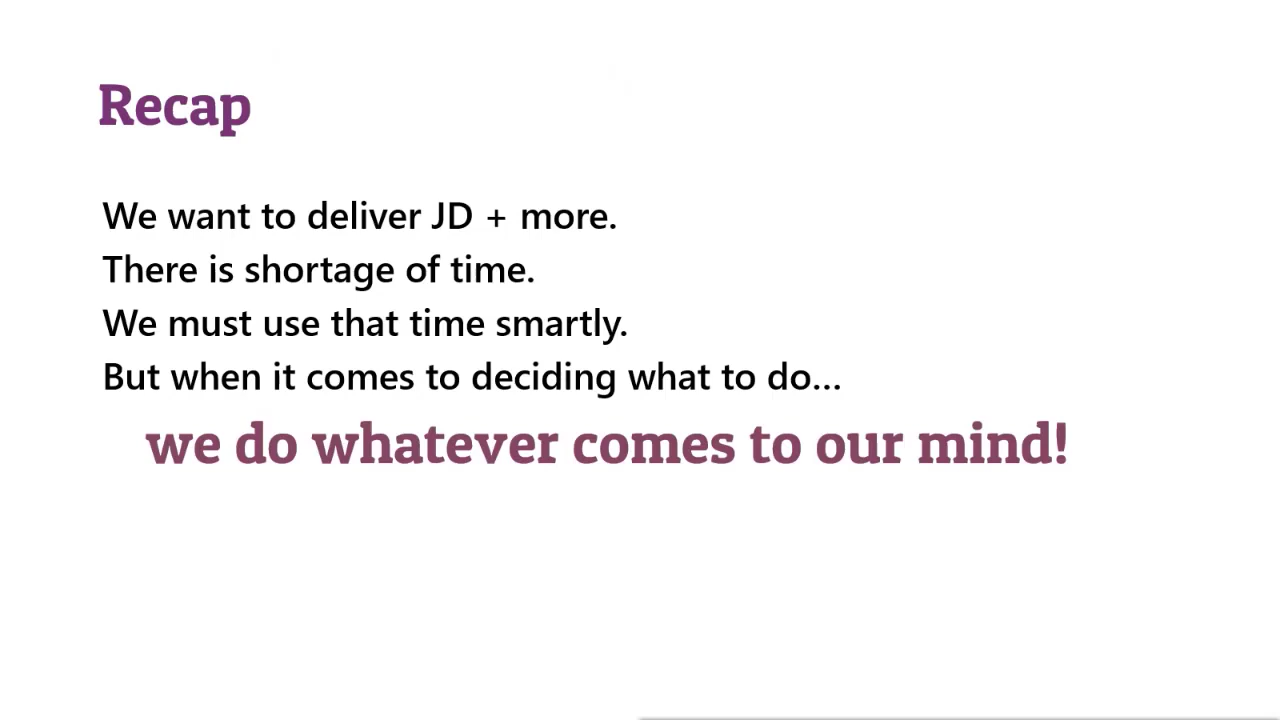 Recap
We want to deliver JD + more.
There is shortage of time.
We must use that time smartly.
But when it comes to deciding what to do...
we do whatever comes to our mind!